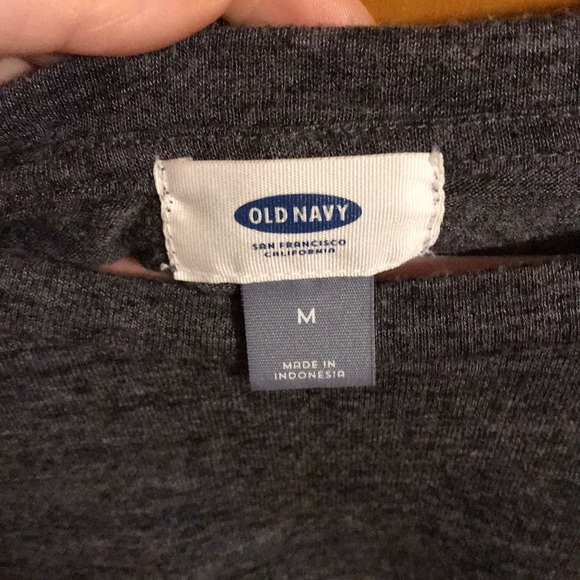 OLD NAVY
SAN FRANCISCO
CALIFORNIA
M
MADE IN
INDONESIA